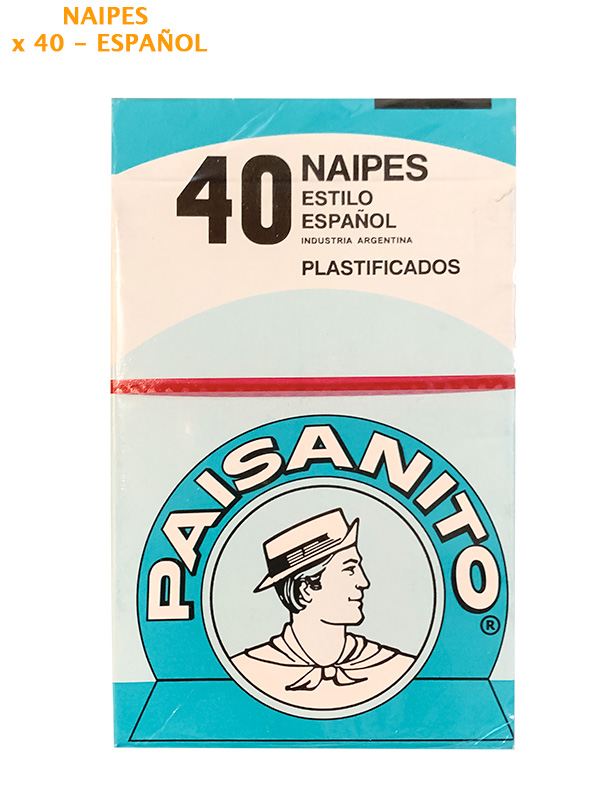 NAIPES
x 40 – ESPAÑOL
40 NAIPES
ESTILO
ESPAÑOL
INDUSTRIA ARGENTINA
PLASTIFICADOS
PAISANITO
®